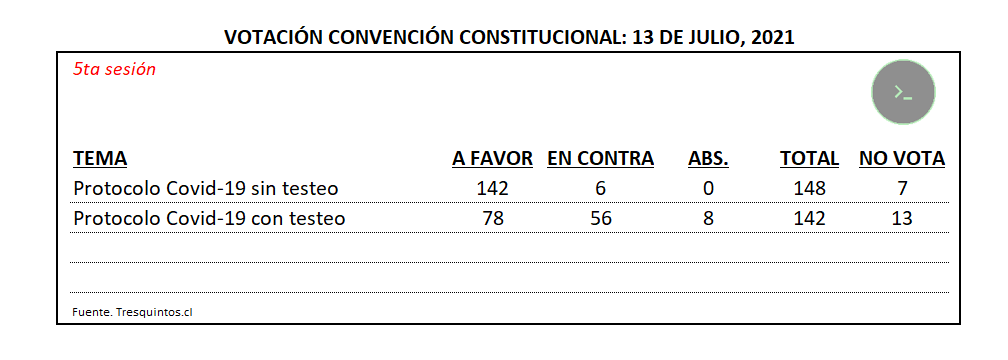 VOTACIÓN CONVENCIÓN CONSTITUCIONAL: 13 DE JULIO, 2021
5ta sesión
>_
TEMA A FAVOR EN CONTRA ABS. TOTAL NO VOTA
Protocolo Covid-19 sin testeo 142 6 0 148 7
Protocolo Covid-19 con testeo 78 56 8 142 13
Fuente. Tresquintos.cl